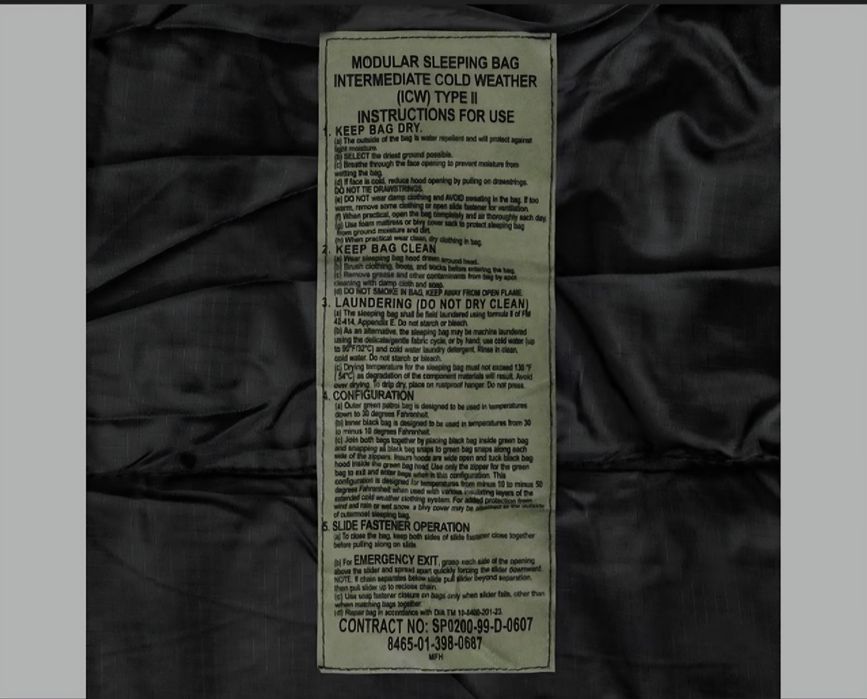 MODULAR SLEEPING BAG
INTERMEDIATE COLD WEATHER
(ICW) TYPE II
INSTRUCTIONS FOR USE
1. KEEP BAG DRY.
(a) The outside of the bag is water repellent and will protect against
light moisture.
(b) SELECT the driest ground possible.
(c) Breathe through the face opening to prevent moisture from
wetting the bag.
(d) If face is cold, reduce hood opening by pulling on drawstrings.
DO NOT TIE DRAWSTRINGS.
(e) DO NOT wear damp clothing and AVOID sweating in the bag. If too
warm, remove some clothing or open slide fastener for ventilation.
(f) When practical, open the bag completely and air thoroughly each day.
(g) Use foam mattress or bivy cover sack to protect sleeping bag
from ground moisture and dirt.
(h) When practical wear clean, dry clothing in bag.
2. KEEP BAG CLEAN
(a) Wear sleeping bag hood drawn around head.
(b) Brush clothing, boots, and socks before entering the bag.
(c) Remove grease and other contaminants from bag by spot
cleaning with damp cloth and soap.
(d) DO NOT SMOKE IN BAG, KEEP AWAY FROM OPEN FLAME.
3. LAUNDERING (DO NOT DRY CLEAN)
(a) The sleeping bag shall be field laundered using formula II of FM
42-414, Appendix E. Do not starch or bleach.
(b) As an alternative, the sleeping bag may be machine laundered
using the delicate/gentle fabric cycle, or by hand; use cold water (up
to 90°F/32°C) and cold water laundry detergent. Rinse in clean,
cold water. Do not starch or bleach.
(c) Drying temperature for the sleeping bag must not exceed 130 °F
(54°C) as degradation of the component materials will result. Avoid
over drying. To drip dry, place on rustproof hanger. Do not press.
4. CONFIGURATION
(a) Outer green patrol bag is designed to be used in temperatures
down to 30 degrees Fahrenheit.
(b) Inner black bag is designed to be used in temperatures from 30
to minus 10 degrees Fahrenheit.
(c) Join both bags together by placing black bag inside green bag
and snapping all black bag snaps to green bag snaps along each
side of the zippers. Insure hoods are wide open and tuck black bag
hood inside the green bag head. Use only the zipper for the green
bag to exit and enter bags when in this configuration. This
configuration is designed for temperatures from minus 10 to minus 50
degrees Fahrenheit when used with various insulating layers of the
extended cold weather clothing system. For added protection from
wind and rain or wet snow, a bivy cover may be attached to the outside
of outermost sleeping bag.
5. SLIDE FASTENER OPERATION
(a) To close the bag, keep both sides of slide fastener close together
before pulling along on slide.
(b) For EMERGENCY EXIT, grasp each side of the opening
above the slider and spread apart quickly forcing the slider downward.
NOTE: If chain separates below slide pull slider beyond separation,
then pull slider up to reclose chain.
(c) Use snap fastener closure on bags only when slider fails, other than
when matching bags together.
(d) Repair bag in accordance with D/A TM 10-8400-201-23.
CONTRACT NO: SP0200-99-D-0607
8465-01-398-0687
MFH